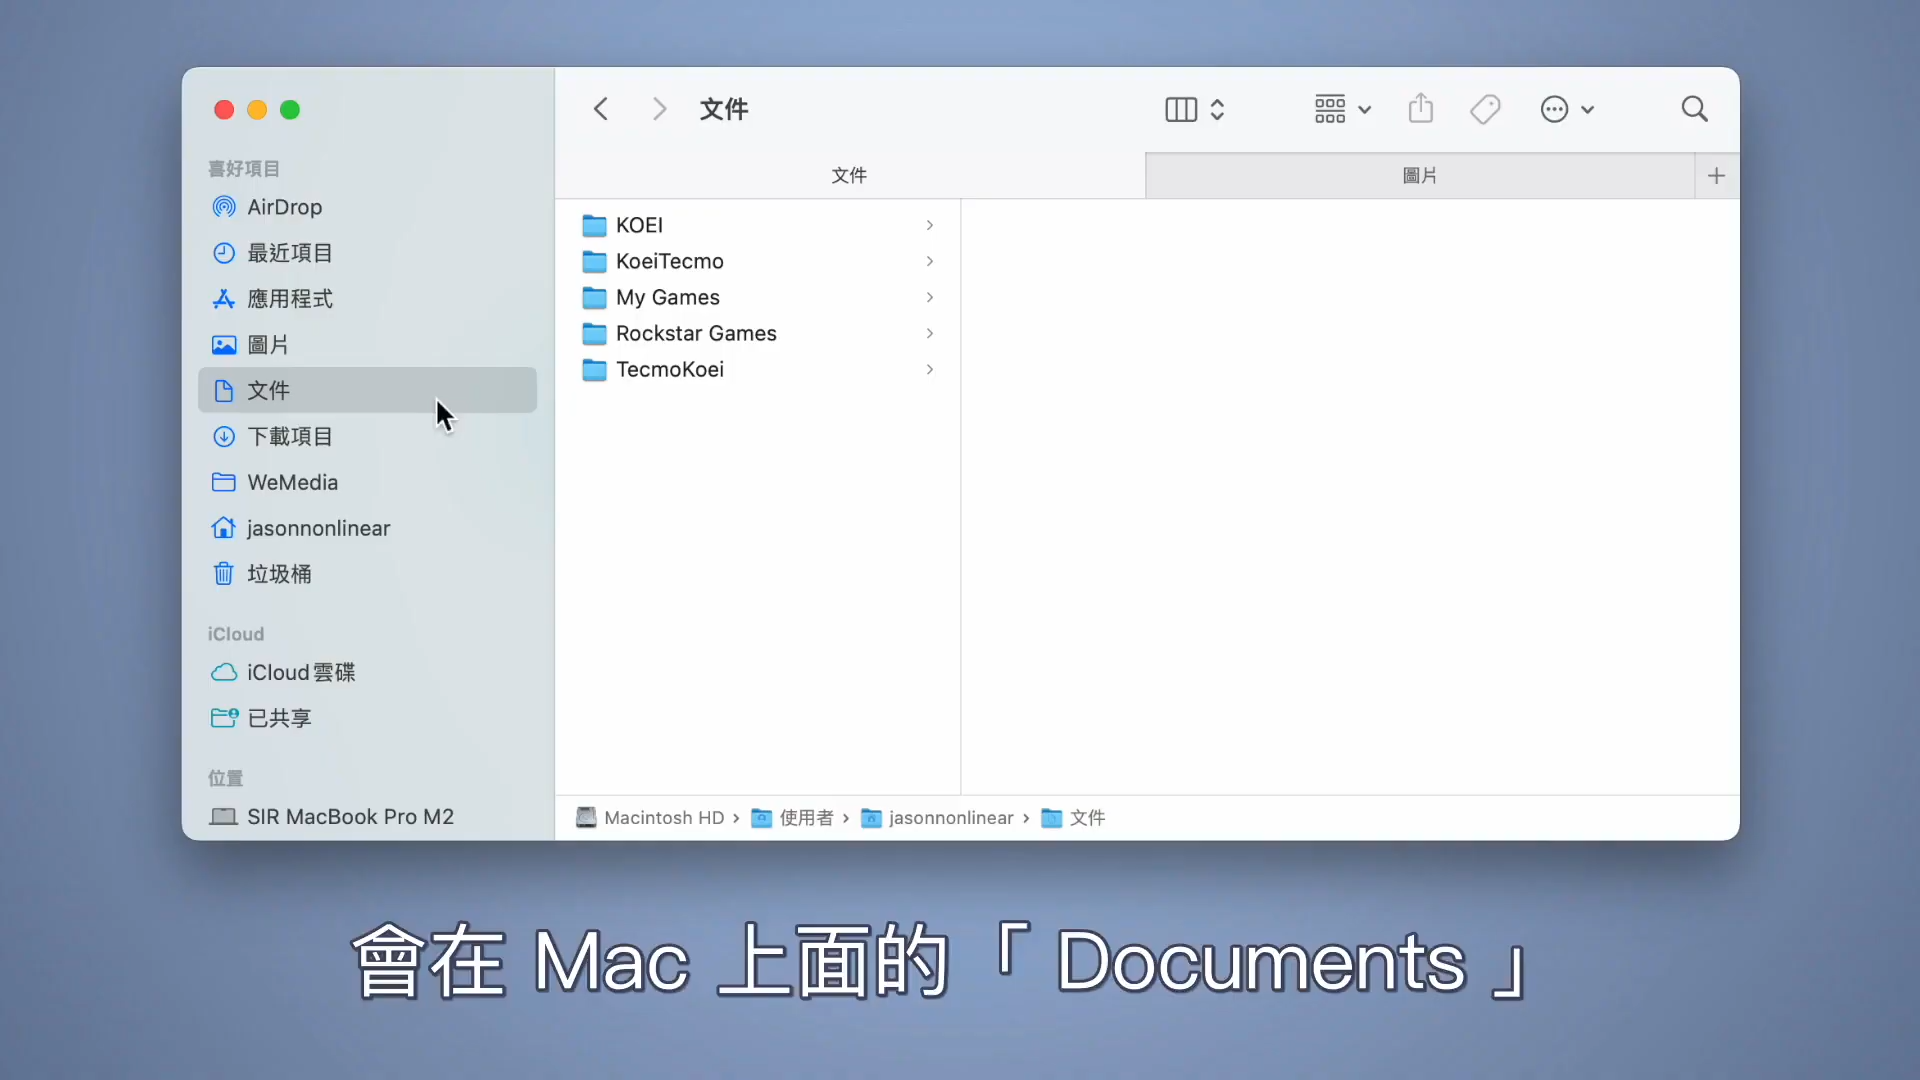 文件
喜好項目
AirDrop
最近項目
應用程式
圖片
文件
下載項目
WeMedia
jasonnonlinear
垃圾桶
iCloud
iCloud雲碟
已共享
位置
SIR MacBook Pro M2
文件
圖片
KOEI
KoeiTecmo
My Games
Rockstar Games
TecmoKoei
Macintosh HD › 使用者 › jasonnonlinear › 文件
會在 Mac 上面的「 Documents 」